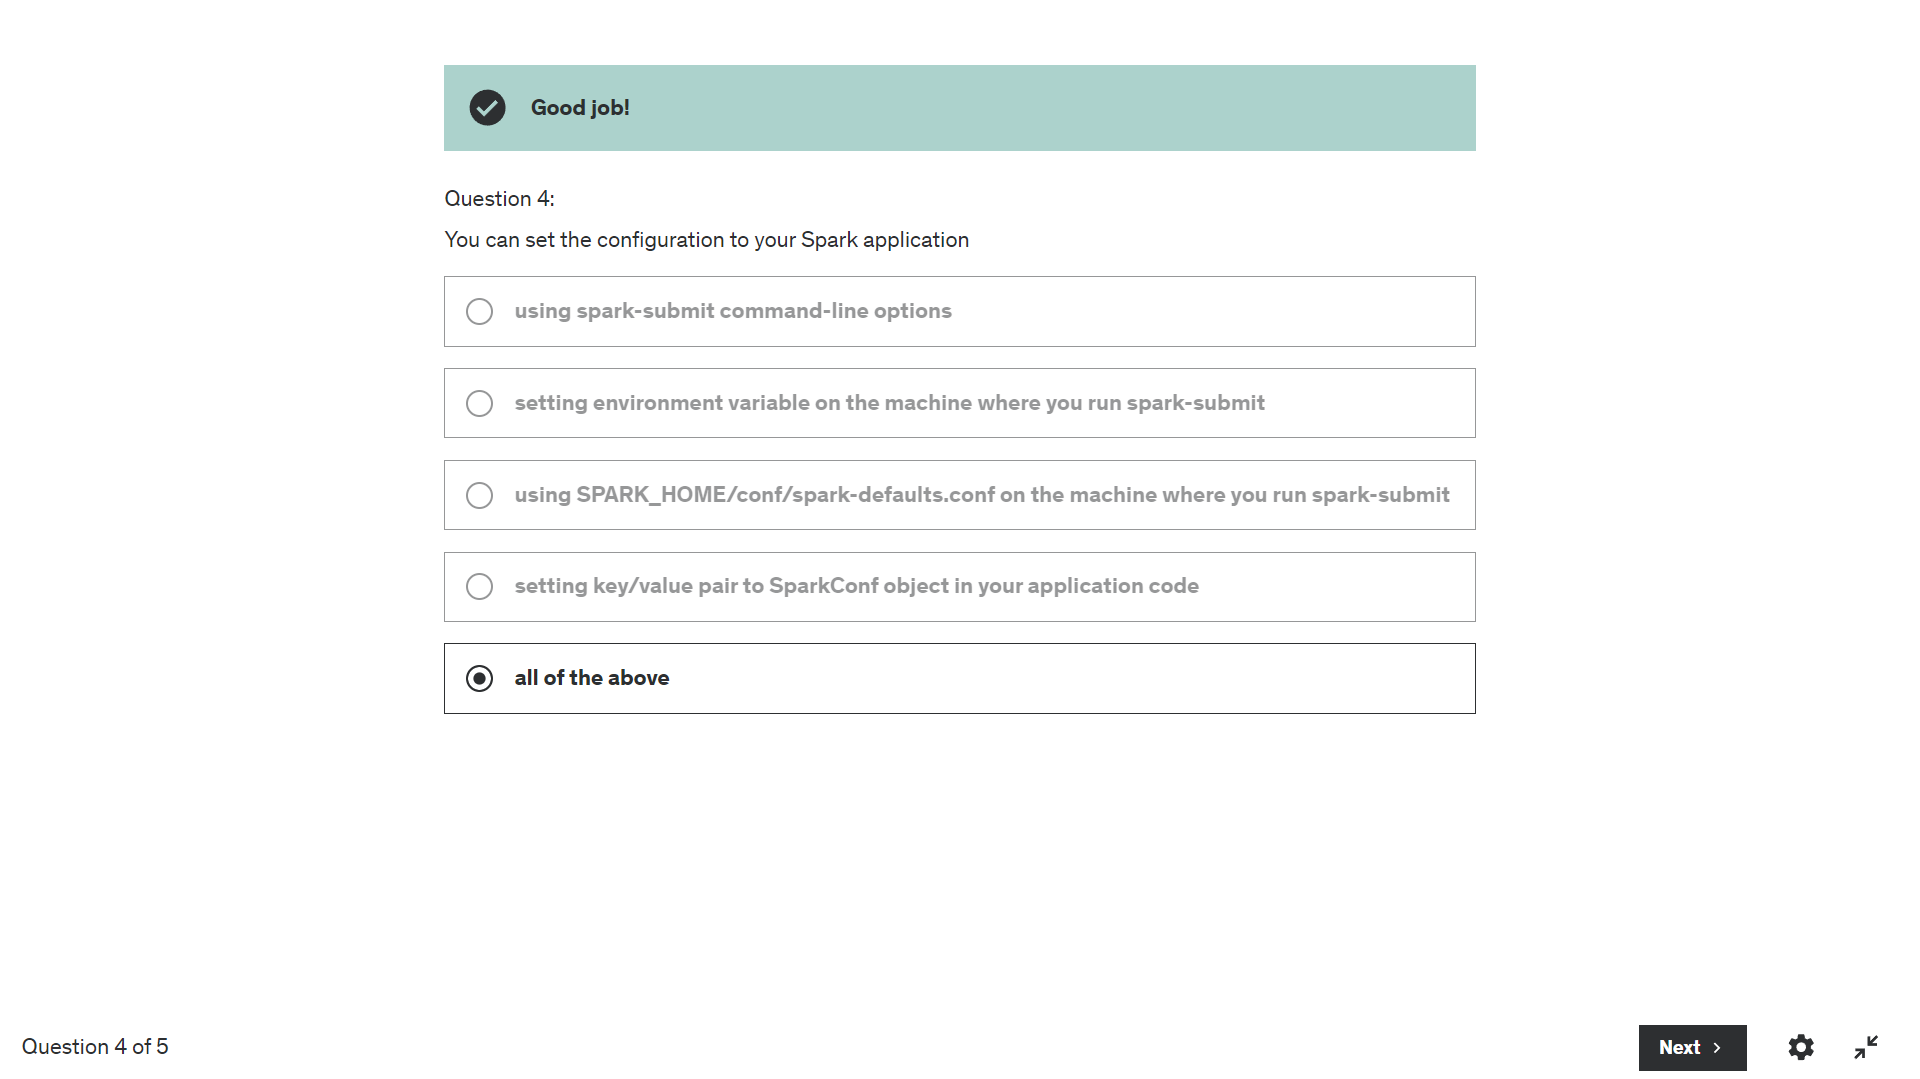 Good job!
Question 4:
You can set the configuration to your Spark application
using spark-submit command-line options
setting environment variable on the machine where you run spark-submit
using SPARK_HOME/conf/spark-defaults.conf on the machine where you run spark-submit
setting key/value pair to SparkConf object in your application code
all of the above
Question 4 of 5
Next